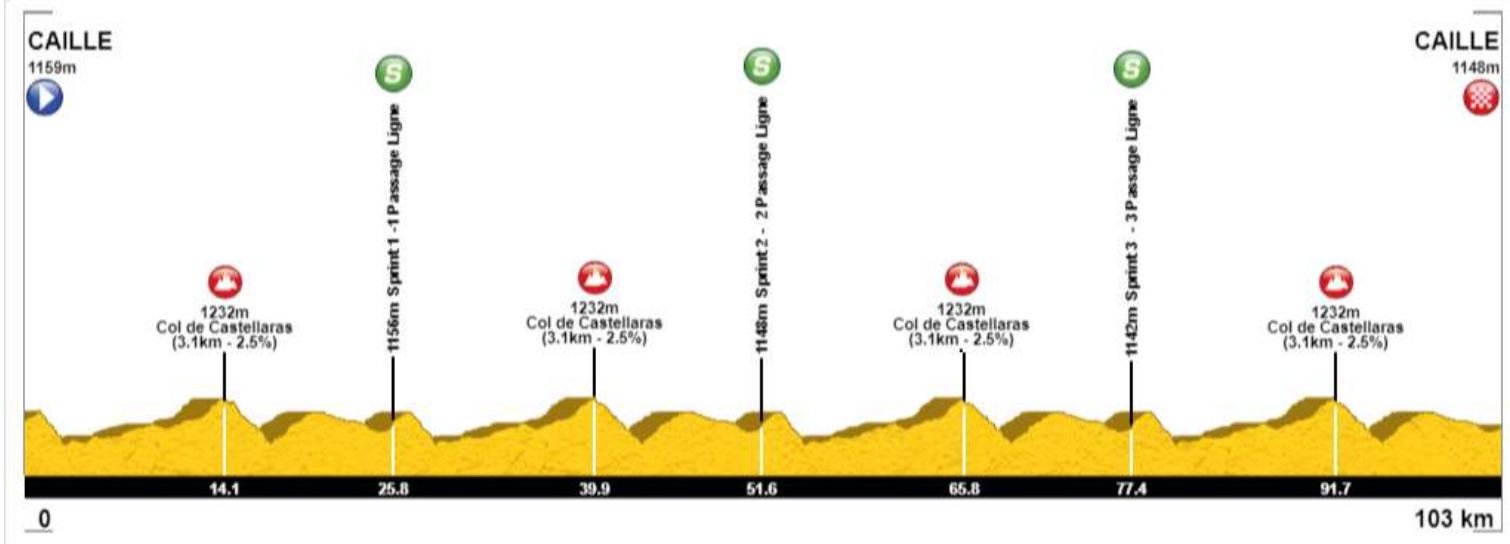 CAILLE
1159m
CAILLE
1148m
S
S
S
1156m Sprint 1 -1 Passage Ligne
1148m Sprint 2 - 2 Passage Ligne
1142m Sprint 3 - 3 Passage Ligne
1232m
Col de Castellaras
(3.1km - 2.5%)
1232m
Col de Castellaras
(3.1km - 2.5%)
1232m
Col de Castellaras
(3.1km - 2.5%)
1232m
Col de Castellaras
(3.1km - 2.5%)
14.1 25.8 39.9 51.6 65.8 77.4 91.7
0 103 km